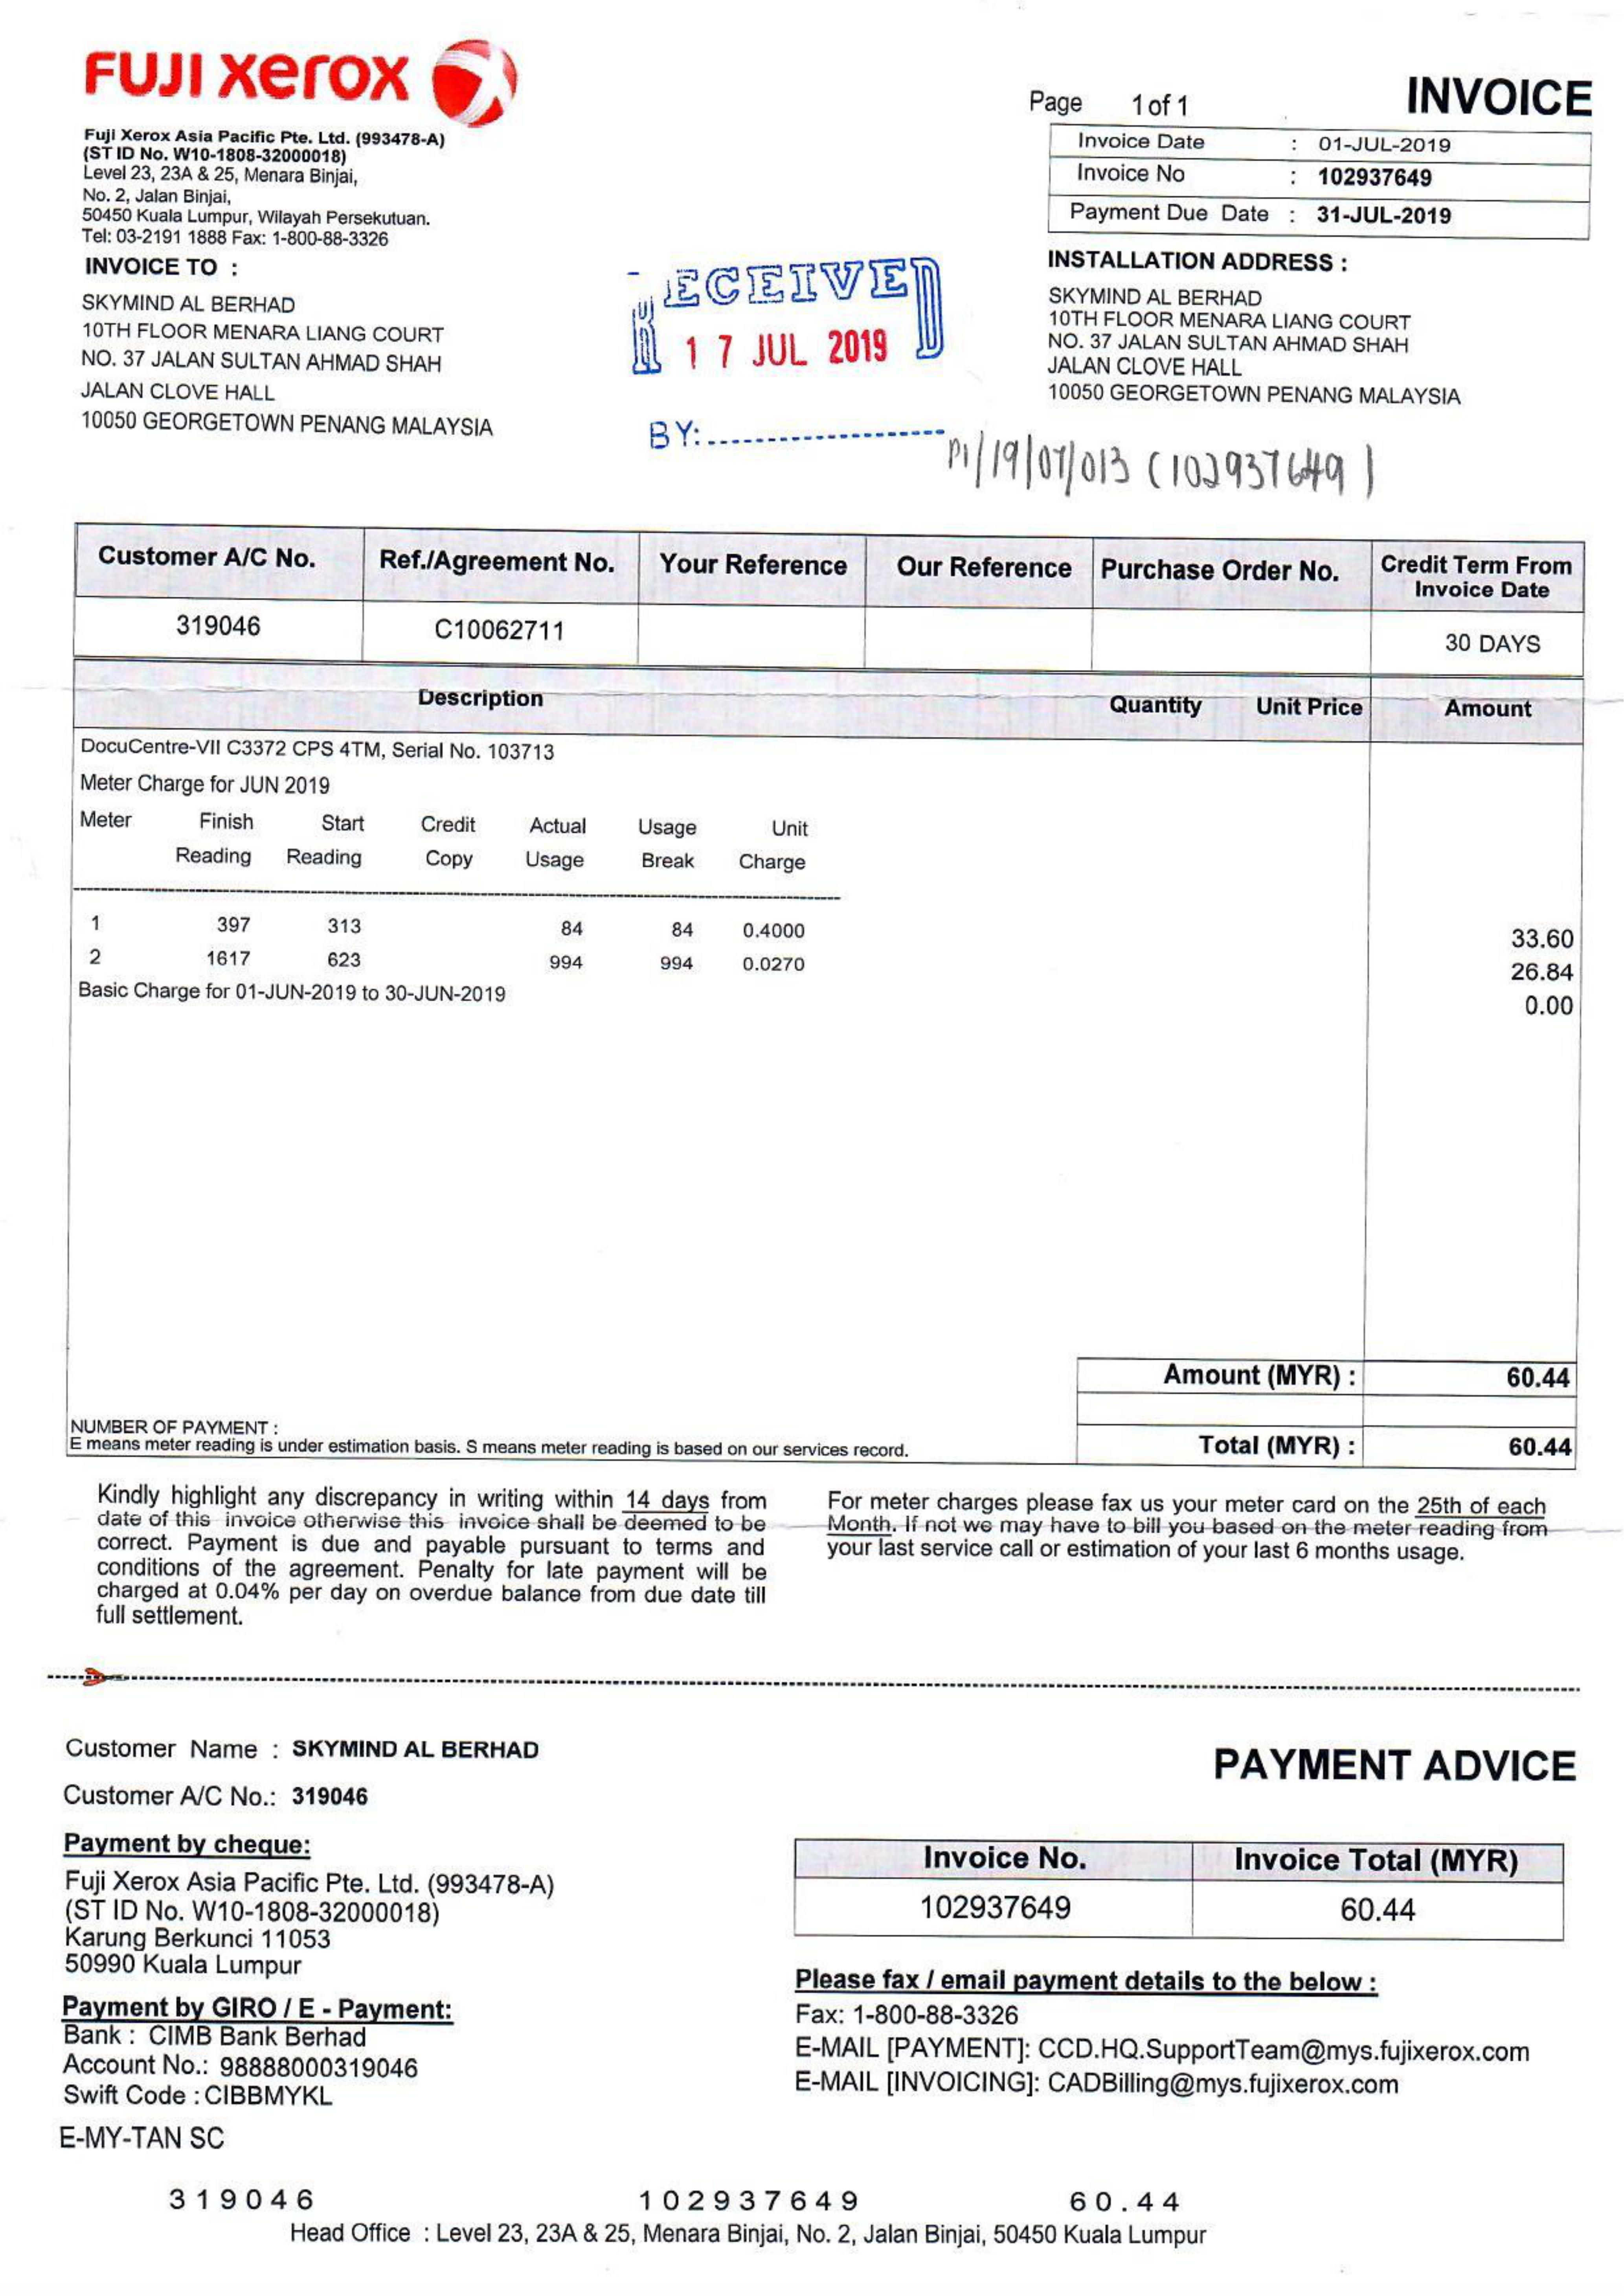 FUJI xerox
Fuji Xerox Asia Pacific Pte. Ltd. (993478-A)
(ST ID No. W10-1808-32000018)
Level 23, 23A & 25, Menara Binjai,
No. 2, Jalan Binjai,
50450 Kuala Lumpur, Wilayah Persekutuan.
Tel: 03-2191 1888 Fax: 1-800-88-3326
Page 1 of 1
INVOICE
Invoice Date : 01-JUL-2019
Invoice No : 102937649
Payment Due Date : 31-JUL-2019
INVOICE TO :
SKYMIND AL BERHAD
10TH FLOOR MENARA LIANG COURT
NO. 37 JALAN SULTAN AHMAD SHAH
JALAN CLOVE HALL
10050 GEORGETOWN PENANG MALAYSIA
RECEIVED
17 JUL 2019
BY:
INSTALLATION ADDRESS :
SKYMIND AL BERHAD
10TH FLOOR MENARA LIANG COURT
NO. 37 JALAN SULTAN AHMAD SHAH
JALAN CLOVE HALL
10050 GEORGETOWN PENANG MALAYSIA
PI/19/07/013 (102937649)
Customer A/C No. Ref./Agreement No. Your Reference Our Reference Purchase Order No. Credit Term From Invoice Date
319046 C10062711 30 DAYS
Description Quantity Unit Price Amount
DocuCentre-VII C3372 CPS 4TM, Serial No. 103713
Meter Charge for JUN 2019
Meter Finish Start Credit Actual Usage Unit
Reading Reading Copy Usage Break Charge
1 397 313 84 84 0.4000 33.60
2 1617 623 994 994 0.0270 26.84
Basic Charge for 01-JUN-2019 to 30-JUN-2019 0.00
Amount (MYR) : 60.44
NUMBER OF PAYMENT :
E means meter reading is under estimation basis. S means meter reading is based on our services record.
Total (MYR) : 60.44
Kindly highlight any discrepancy in writing within 14 days from
date of this invoice otherwise this invoice shall be deemed to be
correct. Payment is due and payable pursuant to terms and
conditions of the agreement. Penalty for late payment will be
charged at 0.04% per day on overdue balance from due date till
full settlement.
For meter charges please fax us your meter card on the 25th of each
Month. If not we may have to bill you based on the meter reading from
your last service call or estimation of your last 6 months usage.
Customer Name : SKYMIND AL BERHAD
Customer A/C No.: 319046
PAYMENT ADVICE
Payment by cheque:
Fuji Xerox Asia Pacific Pte. Ltd. (993478-A)
(ST ID No. W10-1808-32000018)
Karung Berkunci 11053
50990 Kuala Lumpur
Payment by GIRO / E - Payment:
Bank : CIMB Bank Berhad
Account No.: 98888000319046
Swift Code : CIBBMYKL
E-MY-TAN SC
Invoice No. Invoice Total (MYR)
102937649 60.44
Please fax / email payment details to the below :
Fax: 1-800-88-3326
E-MAIL [PAYMENT]: CCD.HQ.SupportTeam@mys.fujixerox.com
E-MAIL [INVOICING]: CADBilling@mys.fujixerox.com
319046 102937649 60.44
Head Office : Level 23, 23A & 25, Menara Binjai, No. 2, Jalan Binjai, 50450 Kuala Lumpur